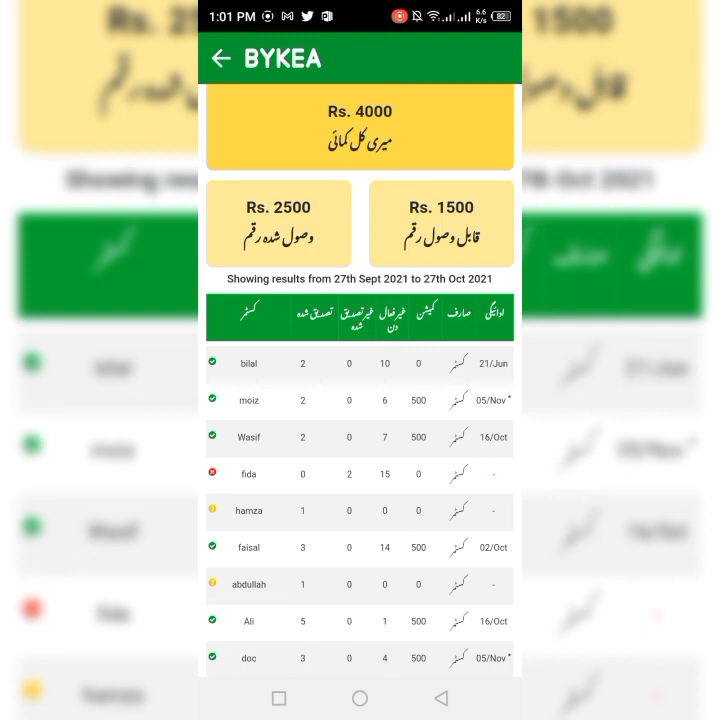 1:01 PM 6.6 K/s 82
BYKEA
Rs. 4000
میری کل کمائی
Rs. 2500
وصول شدہ رقم
Rs. 1500
قابل وصول رقم
Showing results from 27th Sept 2021 to 27th Oct 2021
کسٹمر تصدیق شدہ غیر تصدیق شدہ غیر فعال دن کمیشن صارف ادائیگی
bilal 2 0 10 0 کسٹمر 21/Jun
moiz 2 0 6 500 کسٹمر 05/Nov *
Wasif 2 0 7 500 کسٹمر 16/Oct
fida 0 2 15 0 کسٹمر -
hamza 1 0 0 0 کسٹمر -
faisal 3 0 14 500 کسٹمر 02/Oct
abdullah 1 0 0 0 کسٹمر -
Ali 5 0 1 500 کسٹمر 16/Oct
doc 3 0 4 500 کسٹمر 05/Nov *